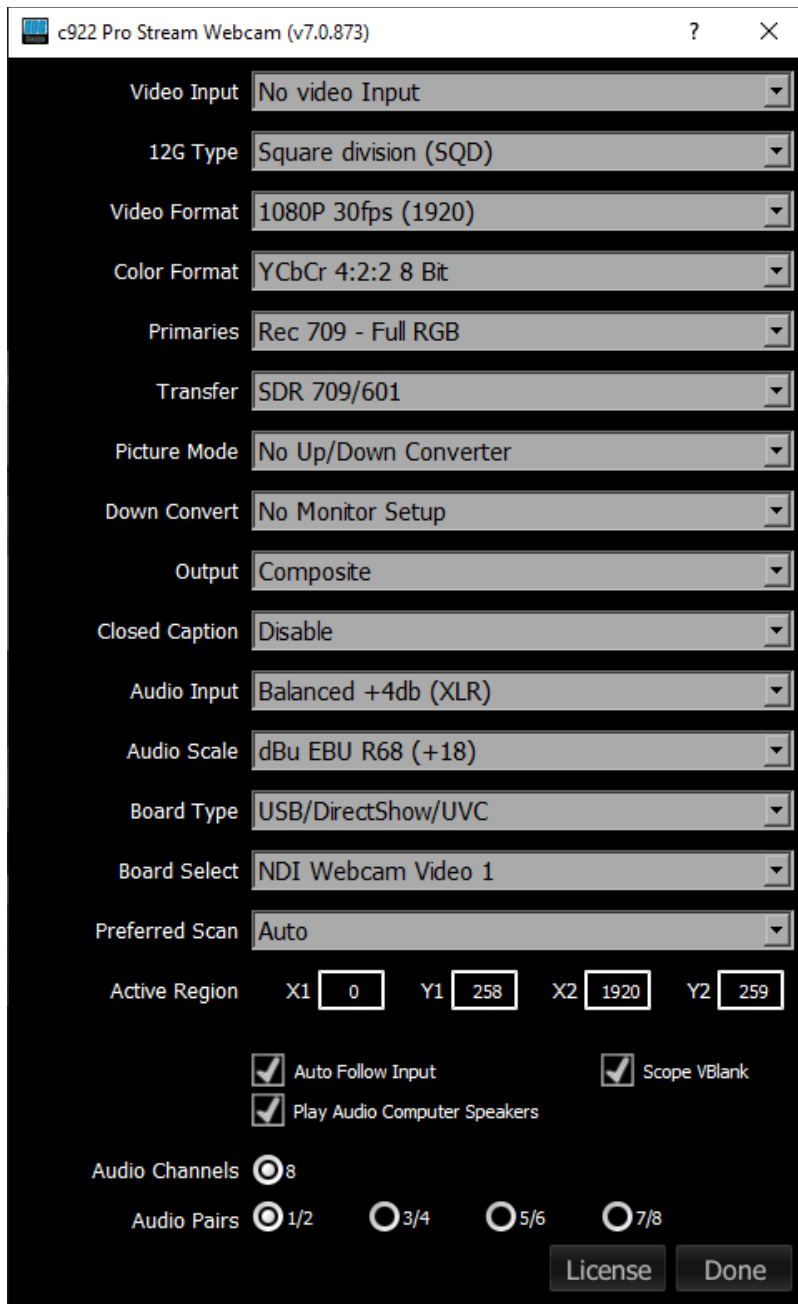 c922 Pro Stream Webcam (v7.0.873) ? ×
Video Input No video Input
12G Type Square division (SQD)
Video Format 1080P 30fps (1920)
Color Format YCbCr 4:2:2 8 Bit
Primaries Rec 709 - Full RGB
Transfer SDR 709/601
Picture Mode No Up/Down Converter
Down Convert No Monitor Setup
Output Composite
Closed Caption Disable
Audio Input Balanced +4db (XLR)
Audio Scale dBu EBU R68 (+18)
Board Type USB/DirectShow/UVC
Board Select NDI Webcam Video 1
Preferred Scan Auto
Active Region X1 0 Y1 258 X2 1920 Y2 259
Auto Follow Input Scope VBlank
Play Audio Computer Speakers
Audio Channels 8
Audio Pairs 1/2 3/4 5/6 7/8
License Done